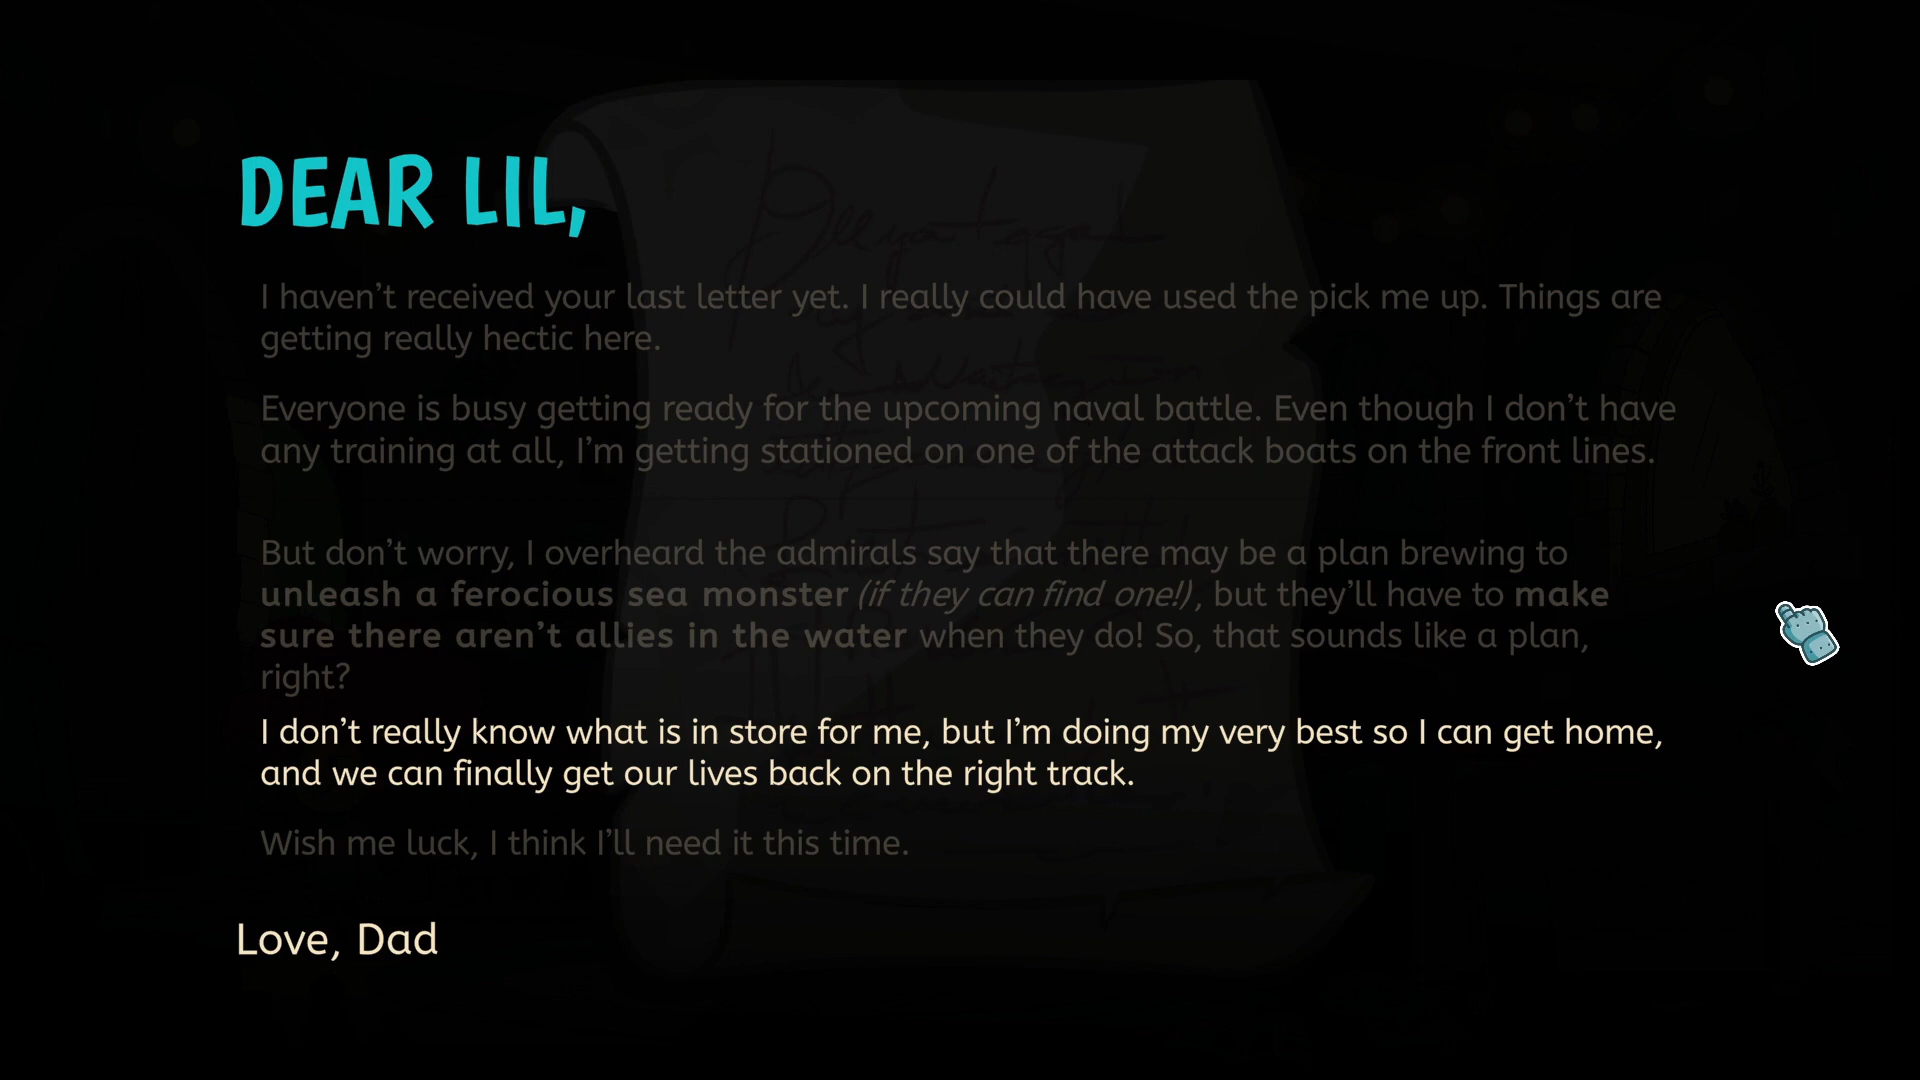 DEAR LIL,
I haven't received your last letter yet. I really could have used the pick me up. Things are
getting really hectic here.
Everyone is busy getting ready for the upcoming naval battle. Even though I don't have
any training at all, I'm getting stationed on one of the attack boats on the front lines.
But don't worry, I overheard the admirals say that there may be a plan brewing to
unleash a ferocious sea monster (if they can find one!), but they'll have to make
sure there aren't allies in the water when they do! So, that sounds like a plan,
right?
I don't really know what is in store for me, but I'm doing my very best so I can get home,
and we can finally get our lives back on the right track.
Wish me luck, I think I'll need it this time.
Love, Dad